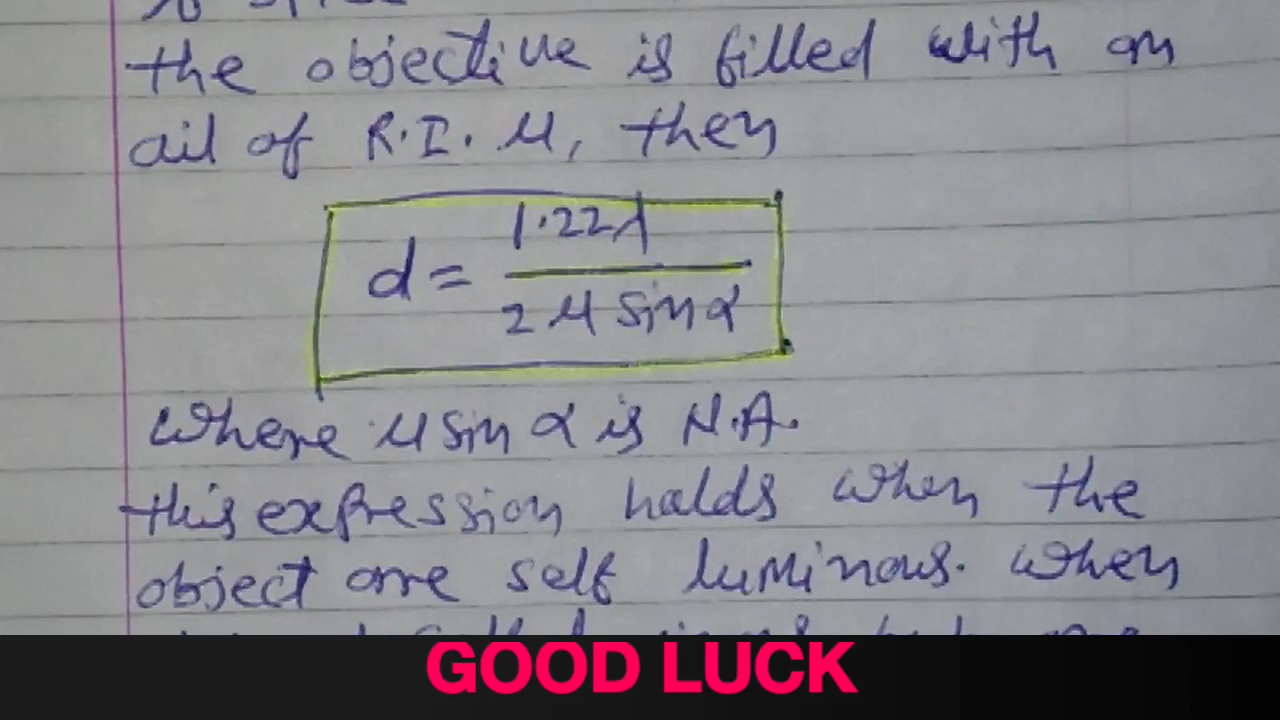 the objective is filled with an
oil of R.I. μ, then
d = 1.22λ / 2 μ sin α
where μ sin α is N.A.
this expression holds when the
object are self luminous. when
GOOD LUCK